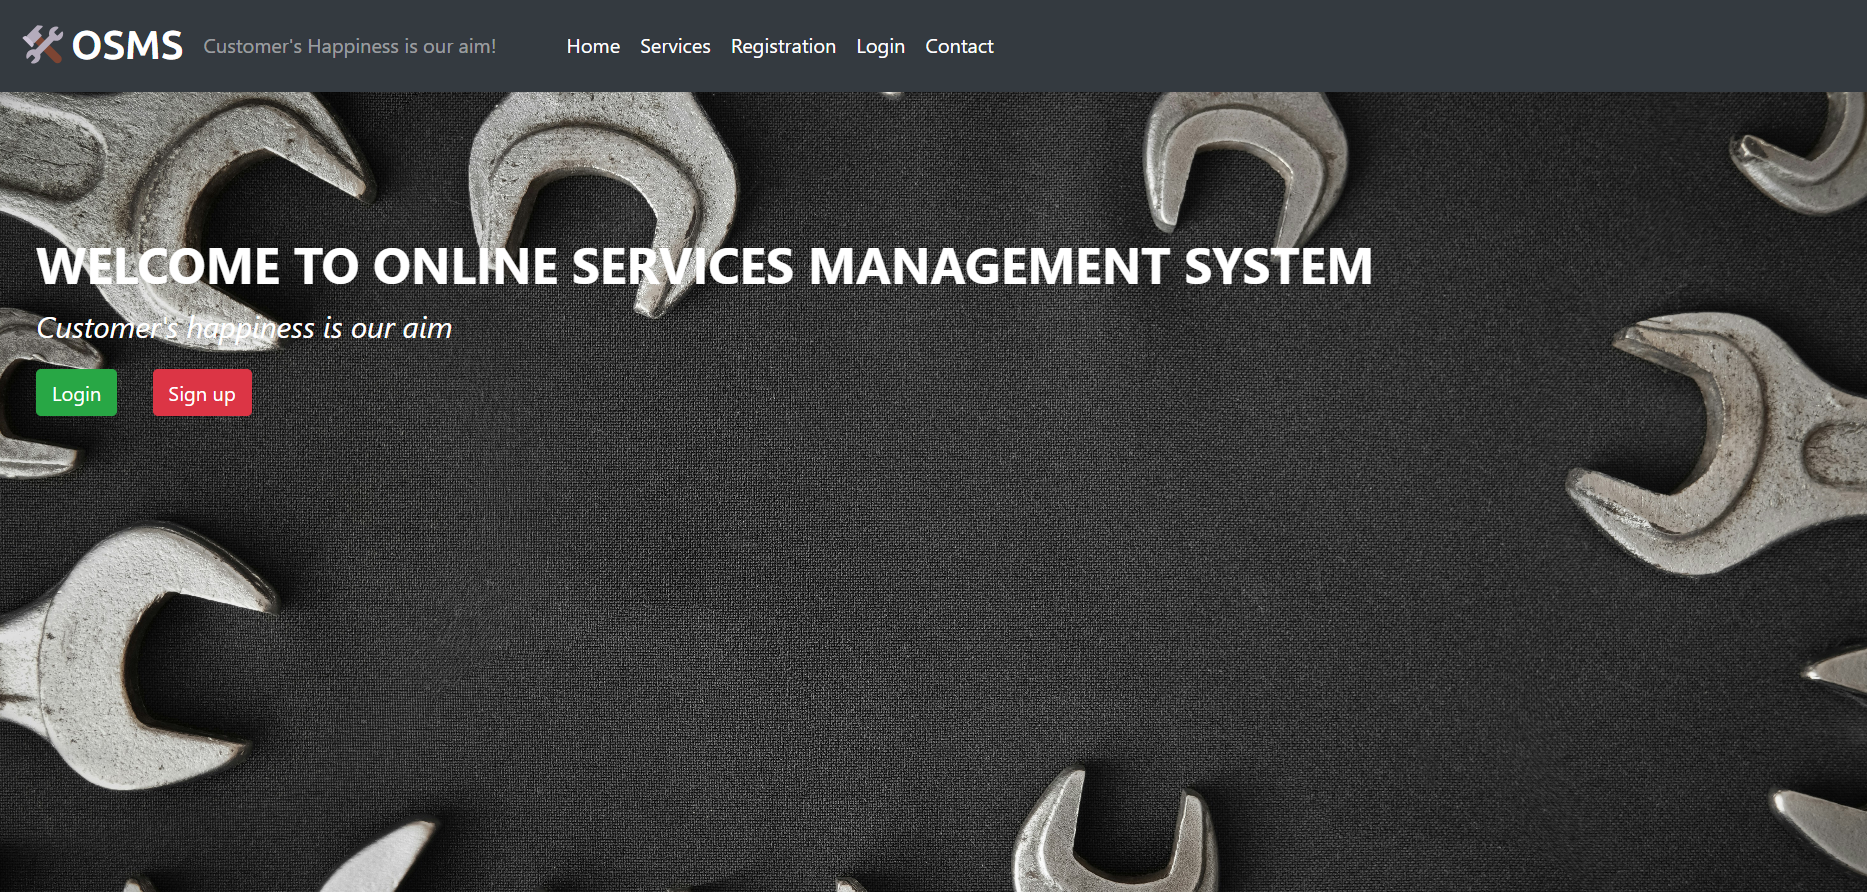 OSMS Customer's Happiness is our aim! Home Services Registration Login Contact
WELCOME TO ONLINE SERVICES MANAGEMENT SYSTEM
Customer's happiness is our aim
Login Sign up